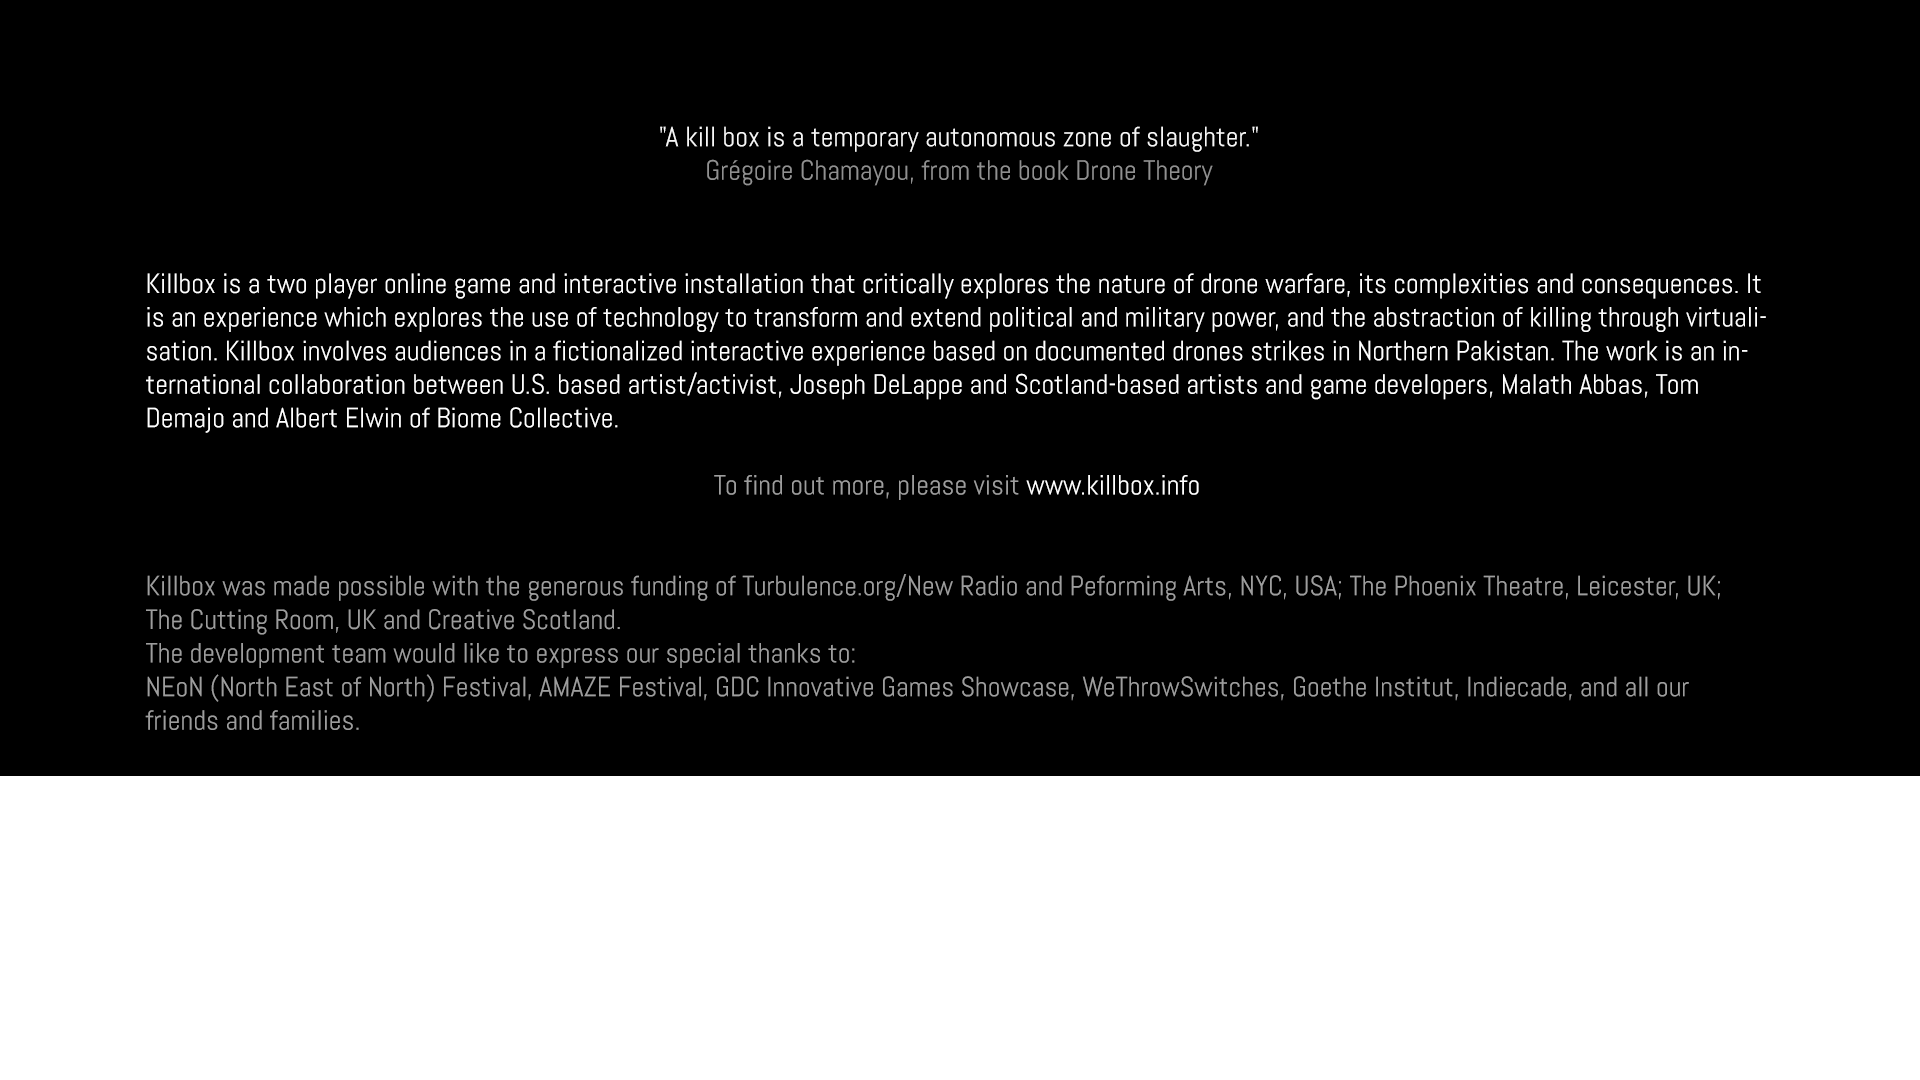 "A kill box is a temporary autonomous zone of slaughter."
Grégoire Chamayou, from the book Drone Theory
Killbox is a two player online game and interactive installation that critically explores the nature of drone warfare, its complexities and consequences. It
is an experience which explores the use of technology to transform and extend political and military power, and the abstraction of killing through virtuali-
sation. Killbox involves audiences in a fictionalized interactive experience based on documented drones strikes in Northern Pakistan. The work is an in-
ternational collaboration between U.S. based artist/activist, Joseph DeLappe and Scotland-based artists and game developers, Malath Abbas, Tom
Demajo and Albert Elwin of Biome Collective.
To find out more, please visit www.killbox.info
Killbox was made possible with the generous funding of Turbulence.org/New Radio and Peforming Arts, NYC, USA; The Phoenix Theatre, Leicester, UK;
The Cutting Room, UK and Creative Scotland.
The development team would like to express our special thanks to:
NEoN (North East of North) Festival, AMAZE Festival, GDC Innovative Games Showcase, WeThrowSwitches, Goethe Institut, Indiecade, and all our
friends and families.